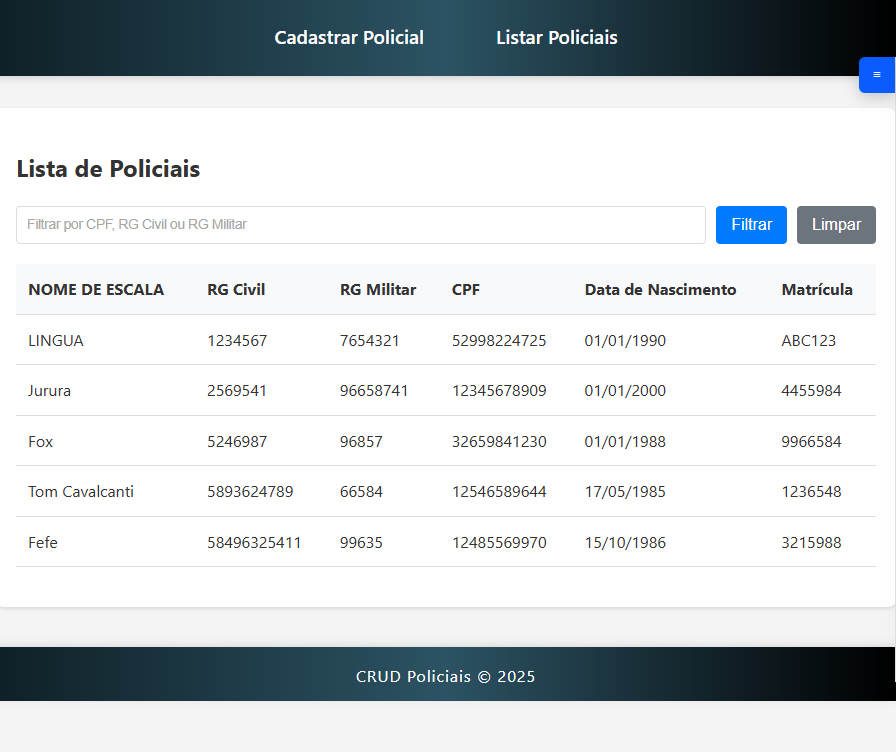 Cadastrar Policial Listar Policiais
≡
Lista de Policiais
Filtrar por CPF, RG Civil ou RG Militar Filtrar Limpar
NOME DE ESCALA RG Civil RG Militar CPF Data de Nascimento Matrícula
LINGUA 1234567 7654321 52998224725 01/01/1990 ABC123
Jurura 2569541 96658741 12345678909 01/01/2000 4455984
Fox 5246987 96857 32659841230 01/01/1988 9966584
Tom Cavalcanti 5893624789 66584 12546589644 17/05/1985 1236548
Fefe 58496325411 99635 12485569970 15/10/1986 3215988
CRUD Policiais © 2025